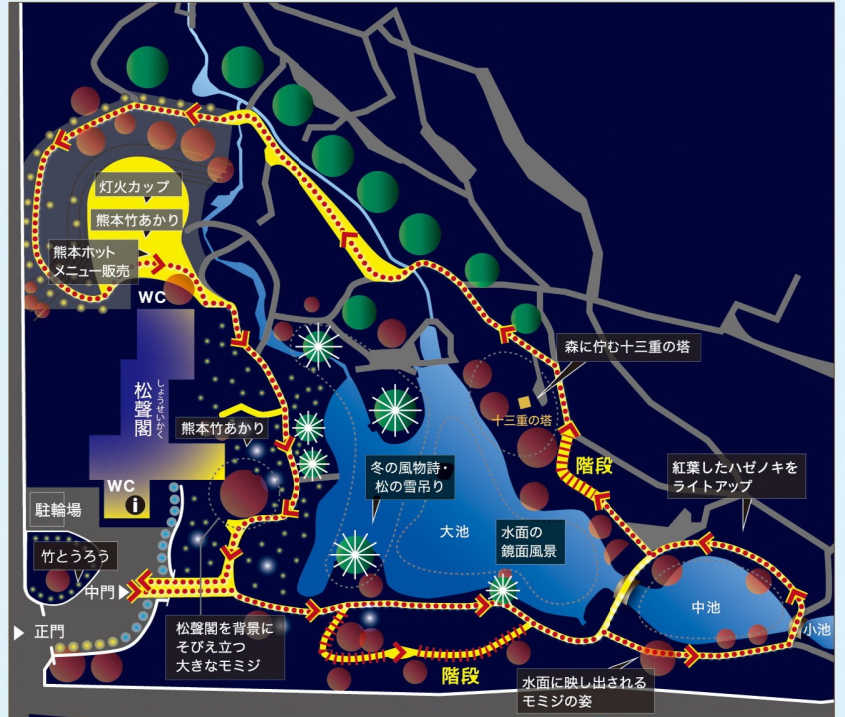 灯火カップ
熊本竹あかり
熊本ホット
メニュー販売
WC
松聲閣
しょうせいかく
熊本竹あかり
WC
i
駐輪場
竹とうろう
中門
正門
松聲閣を背景に
そびえ立つ
大きなモミジ
冬の風物詩・
松の雪吊り
大池
水面の
鏡面風景
森に佇む十三重の塔
十三重の塔
階段
紅葉したハゼノキを
ライトアップ
中池
小池
階段
水面に映し出される
モミジの姿